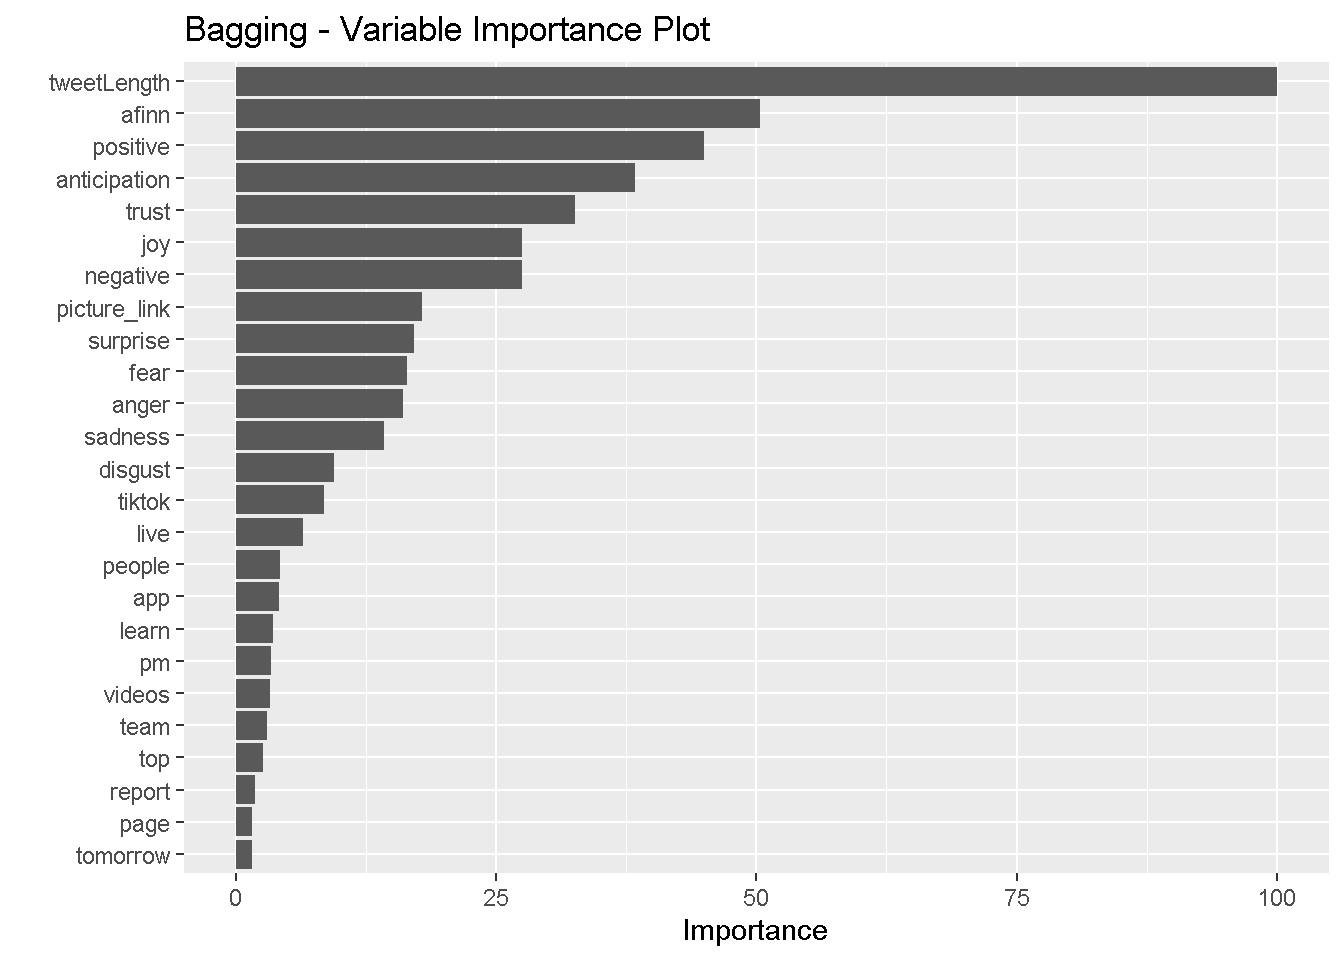 Bagging - Variable Importance Plot
tweetLength
afinn
positive
anticipation
trust
joy
negative
picture_link
surprise
fear
anger
sadness
disgust
tiktok
live
people
app
learn
pm
videos
team
top
report
page
tomorrow
0 25 50 75 100
Importance